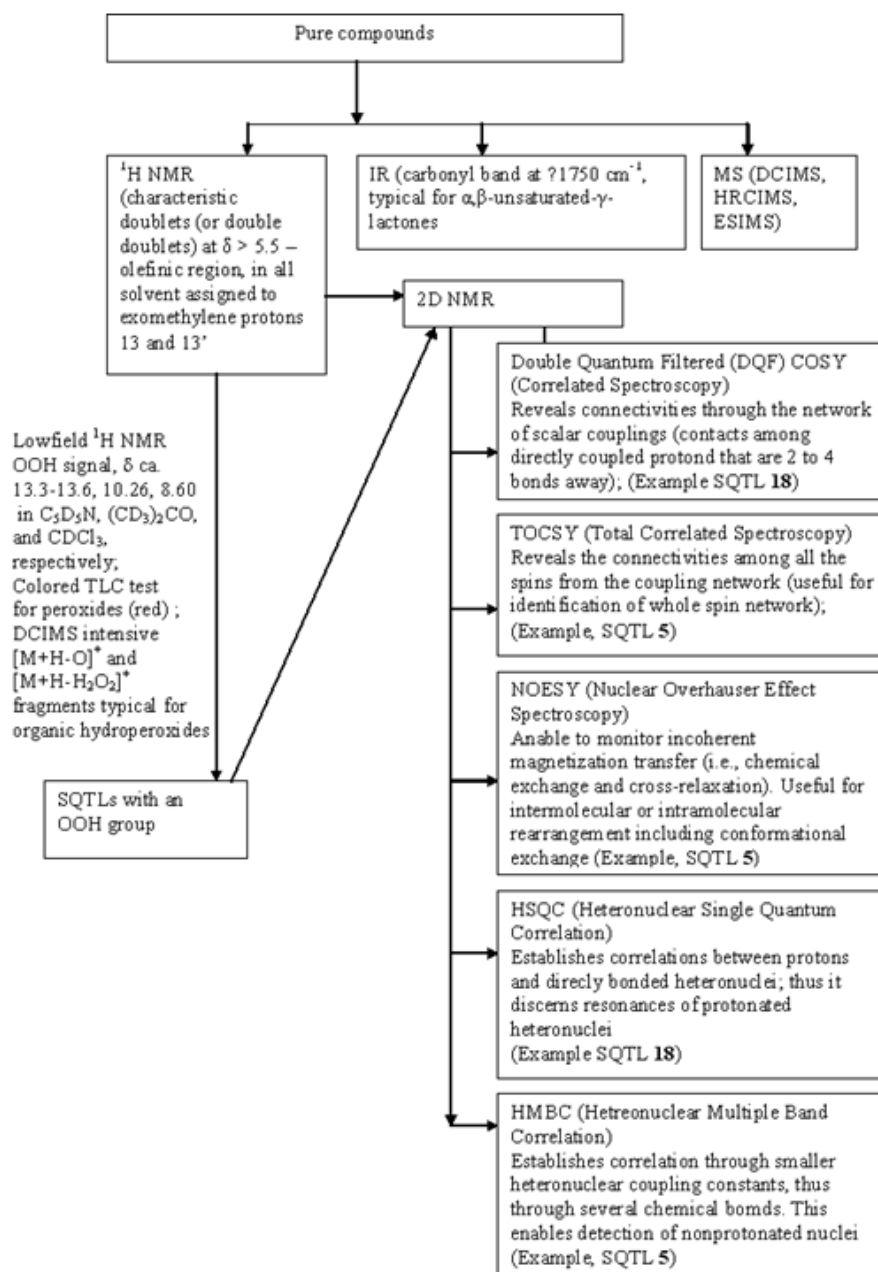 Pure compounds
¹H NMR
(characteristic
doublets (or double
doublets) at δ > 5.5 –
olefinic region, in all
solvent assigned to
exomethylene protons
13 and 13’
IR (carbonyl band at ?1750 cm⁻¹,
typical for α,β-unsaturated-γ-
lactones
MS (DCIMS,
HRCIMS,
ESIMS)
2D NMR
Lowfield ¹H NMR
OOH signal, δ ca.
13.3-13.6, 10.26, 8.60
in C₅D₅N, (CD₃)₂CO,
and CDCl₃,
respectively;
Colored TLC test
for peroxides (red) ;
DCIMS intensive
[M+H-O]⁺ and
[M+H-H₂O₂]⁺
fragments typical for
organic hydroperoxides
SQTLs with an
OOH group
Double Quantum Filtered (DQF) COSY
(Correlated Spectroscopy)
Reveals connectivities through the network
of scalar couplings (contacts among
directly coupled protond that are 2 to 4
bonds away); (Example SQTL 18)
TOCSY (Total Correlated Spectroscopy)
Reveals the connectivities among all the
spins from the coupling network (useful for
identification of whole spin network);
(Example, SQTL 5)
NOESY (Nuclear Overhauser Effect
Spectroscopy)
Anable to monitor incoherent
magnetization transfer (i.e., chemical
exchange and cross-relaxation). Useful for
intermolecular or intramolecular
rearrangement including conformational
exchange (Example, SQTL 5)
HSQC (Heteronuclear Single Quantum
Correlation)
Establishes correlations between protons
and direcly bonded heteronuclei; thus it
discerns resonances of protonated
heteronuclei
(Example SQTL 18)
HMBC (Hetreonuclear Multiple Band
Correlation)
Establishes correlation through smaller
heteronuclear coupling constants, thus
through several chemical bomds. This
enables detection of nonprotonated nuclei
(Example, SQTL 5)